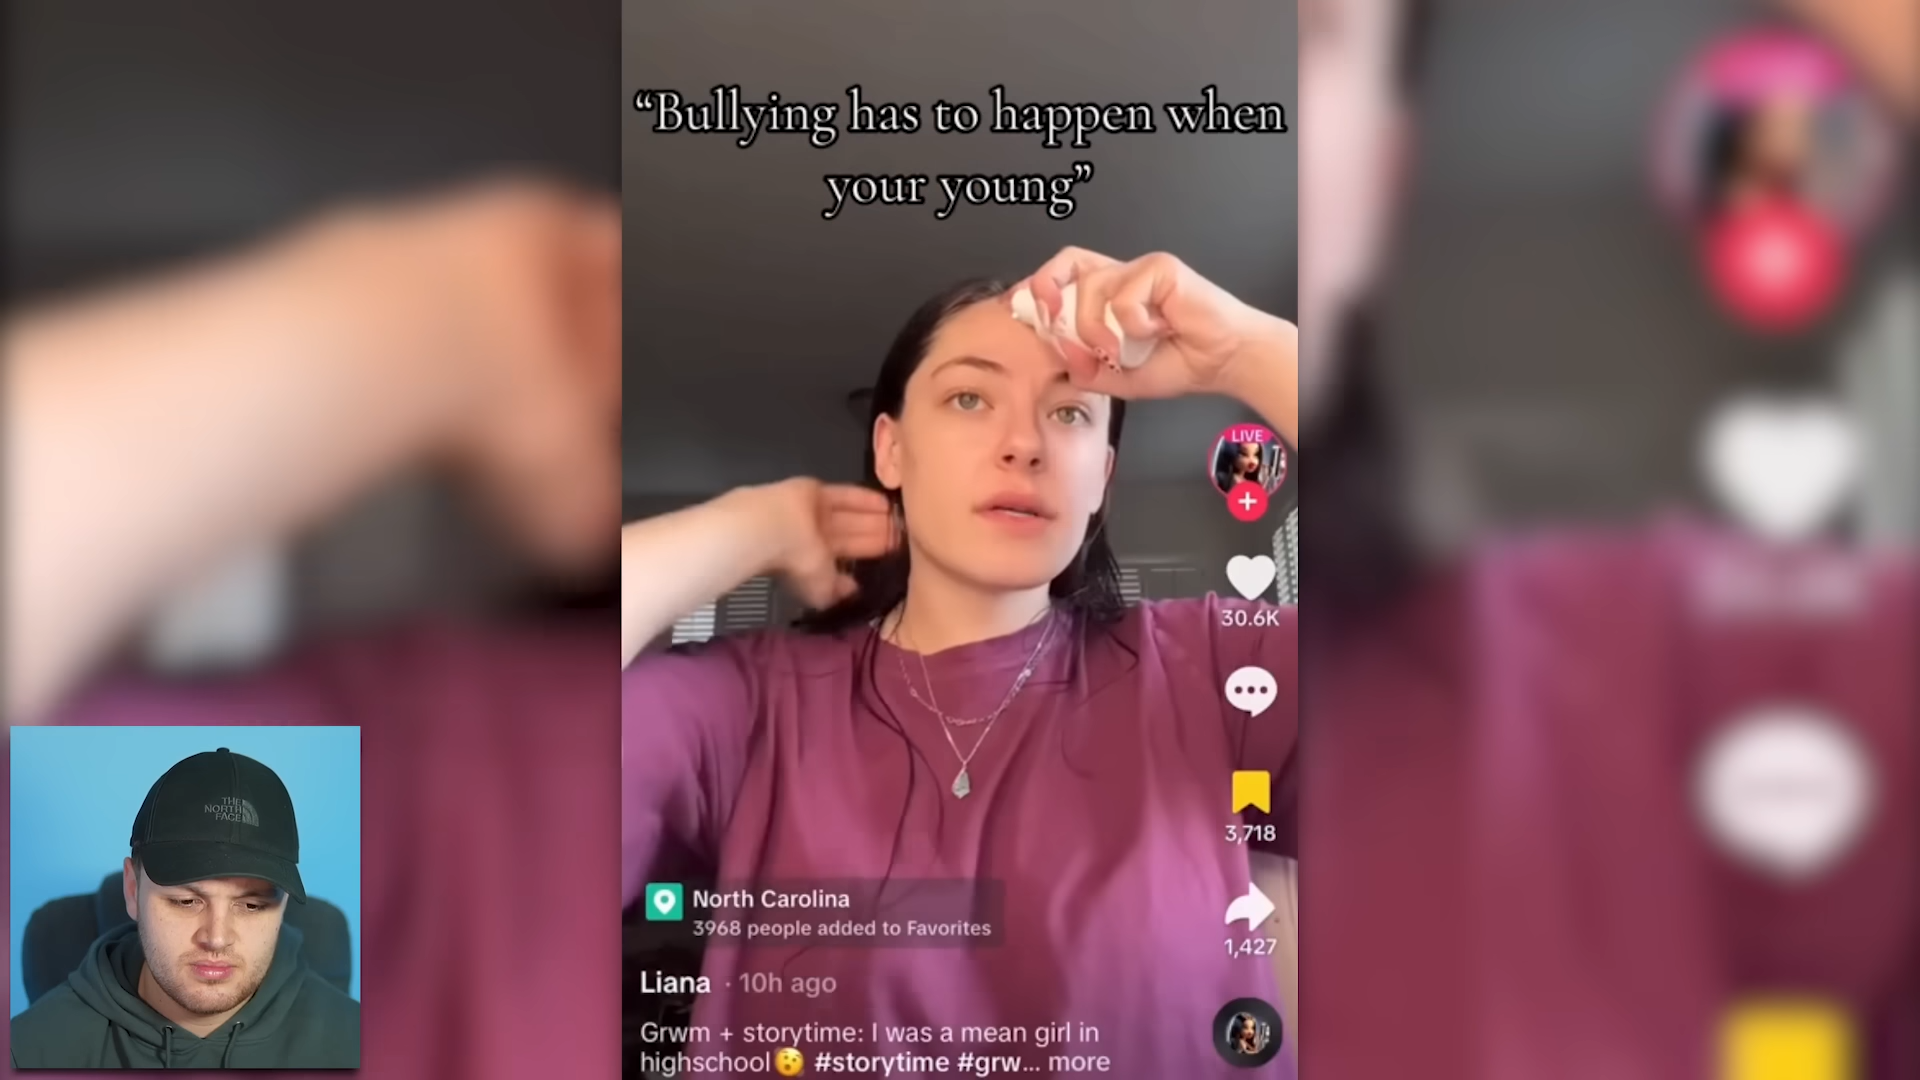 “Bullying has to happen when
your young”
LIVE
30.6K
3,718
1,427
North Carolina
3968 people added to Favorites
Liana · 10h ago
Grwm + storytime: I was a mean girl in
highschool😯 #storytime #grw... more
THE
NORTH
FACE